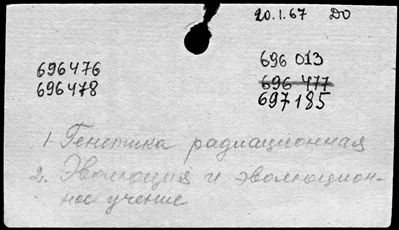 20.1.67 DO
696476
696478
696 013
696 477
697185
1. Генетика радиационная
2. Эволюция и эволюцион-
ное учение